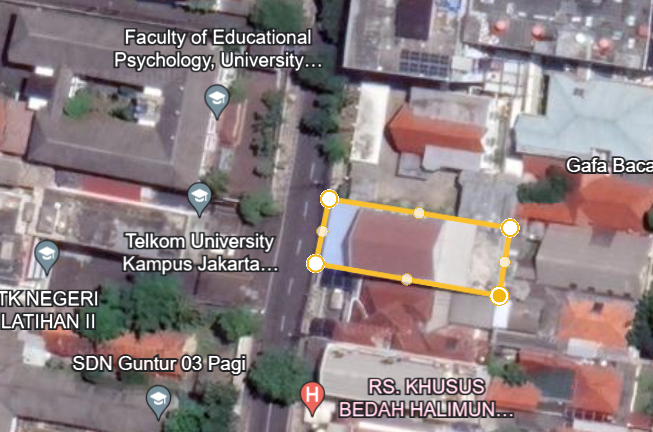 Faculty of Educational
Psychology, University…
Gafa Baca
Telkom University
Kampus Jakarta…
TK NEGERI
LATIHAN II
SDN Guntur 03 Pagi
H
RS. KHUSUS
BEDAH HALIMUN…